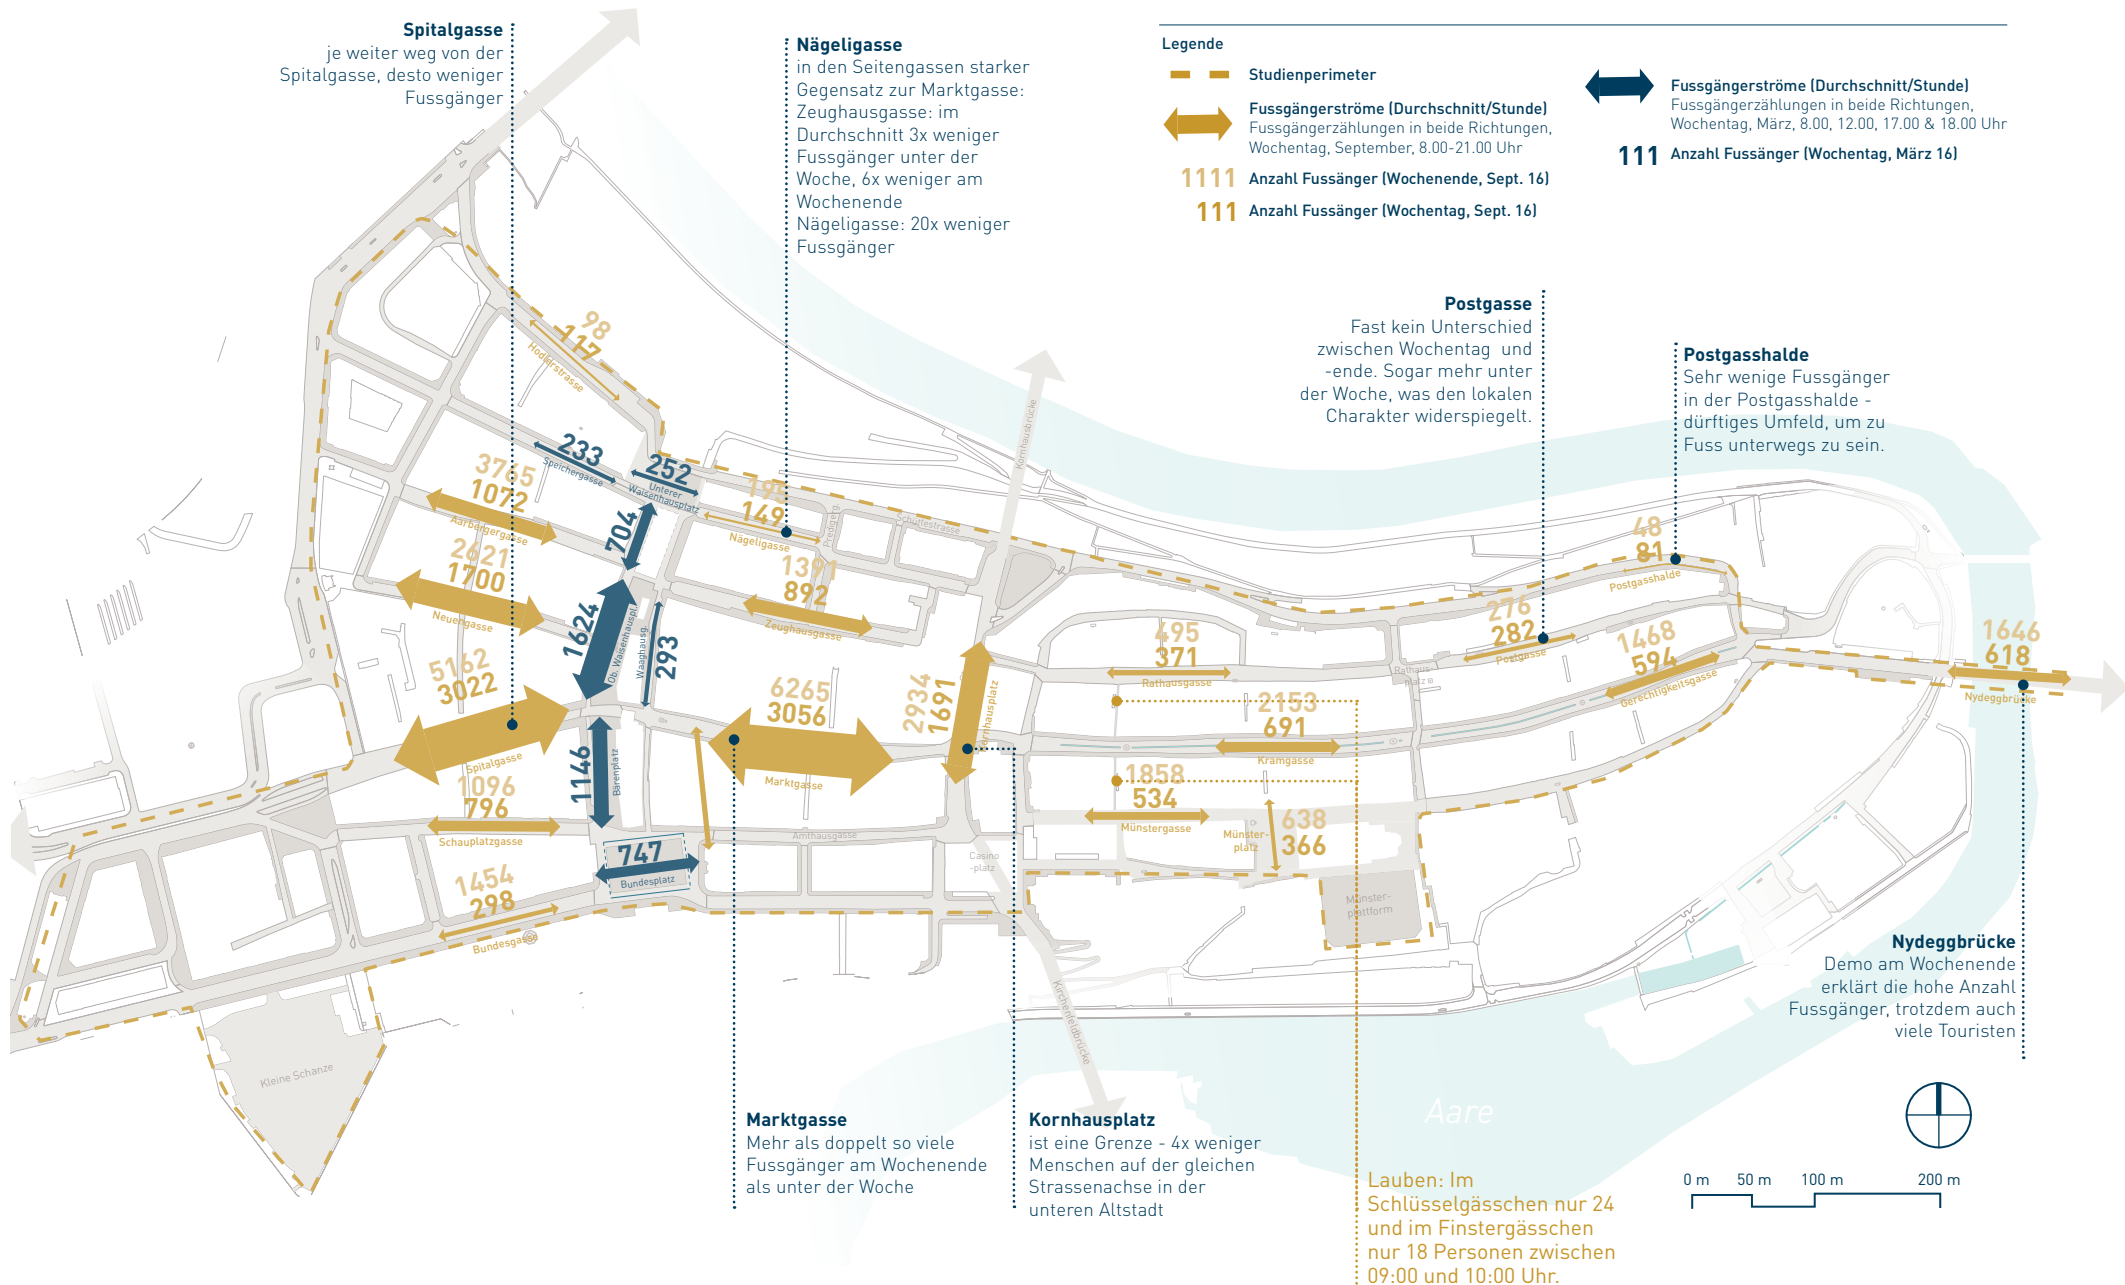 Spitalgasse
je weiter weg von der
Spitalgasse, desto weniger
Fussgänger
Nägeligasse
in den Seitengassen starker
Gegensatz zur Marktgasse:
Zeughausgasse: im
Durchschnitt 3x weniger
Fussgänger unter der
Woche, 6x weniger am
Wochenende
Nägeligasse: 20x weniger
Fussgänger
Legende
Studienperimeter
Fussgängerströme (Durchschnitt/Stunde)
Fussgängerzählungen in beide Richtungen,
Wochentag, September, 8.00-21.00 Uhr
1111 Anzahl Fussänger (Wochenende, Sept. 16)
111 Anzahl Fussänger (Wochentag, Sept. 16)
Fussgängerströme (Durchschnitt/Stunde)
Fussgängerzählungen in beide Richtungen,
Wochentag, März, 8.00, 12.00, 17.00 & 18.00 Uhr
111 Anzahl Fussänger (Wochentag, März 16)
Postgasse
Fast kein Unterschied
zwischen Wochentag und
-ende. Sogar mehr unter
der Woche, was den lokalen
Charakter widerspiegelt.
Postgasshalde
Sehr wenige Fussgänger
in der Postgasshalde -
dürftiges Umfeld, um zu
Fuss unterwegs zu sein.
98
117
Hodlerstrasse
233
Speichergasse
252
Unterer
Waisenhausplatz
3765
1072
Aarbergergasse
704
195
149
Nägeligasse
Predigerg.
Schüttestrasse
Kornhausbrücke
2621
1700
Neuengasse
1391
892
Zeughausgasse
1624
Ob. Waisenhauspl.
Waaghausg.
293
48
81
Postgasshalde
276
282
Postgasse
1468
594
Gerechtigkeitsgasse
495
371
Rathausgasse
Rathaus-
platz
1646
618
Nydeggbrücke
5162
3022
Spitalgasse
6265
3056
Marktgasse
2934
1691
Kornhausplatz
2153
691
Kramgasse
1146
Bärenplatz
1096
796
Schauplatzgasse
1858
534
Münstergasse
Münster-
platz
638
366
Amthausgasse
Casino
-platz
747
Bundesplatz
1454
298
Bundesgasse
Münster-
plattform
Kirchenfeldbrücke
Kleine Schanze
Nydeggbrücke
Demo am Wochenende
erklärt die hohe Anzahl
Fussgänger, trotzdem auch
viele Touristen
Aare
Marktgasse
Mehr als doppelt so viele
Fussgänger am Wochenende
als unter der Woche
Kornhausplatz
ist eine Grenze - 4x weniger
Menschen auf der gleichen
Strassenachse in der
unteren Altstadt
Lauben: Im
Schlüsselgässchen nur 24
und im Finstergässchen
nur 18 Personen zwischen
09:00 und 10:00 Uhr.
0 m 50 m 100 m 200 m